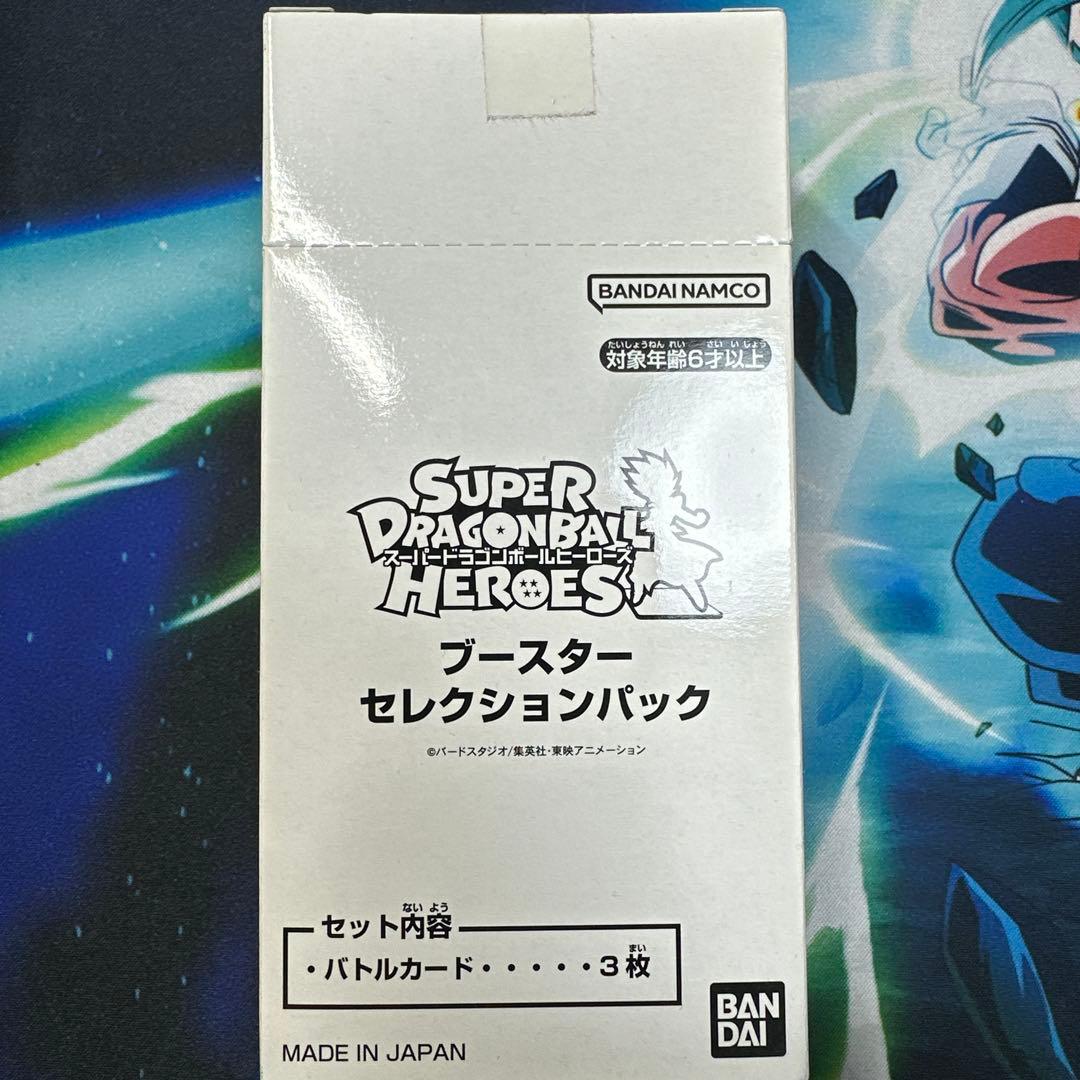 BANDAI NAMCO
たいしょうねんれい さいいじょう
対象年齢6才以上
SUPER
DRAGONBALL
スーパードラゴンボールヒーローズ
HEROES
ブースター
セレクションパック
©バードスタジオ/集英社・東映アニメーション
ないよう
セット内容
まい
・バトルカード・・・・・3枚
BAN
DAI
MADE IN JAPAN